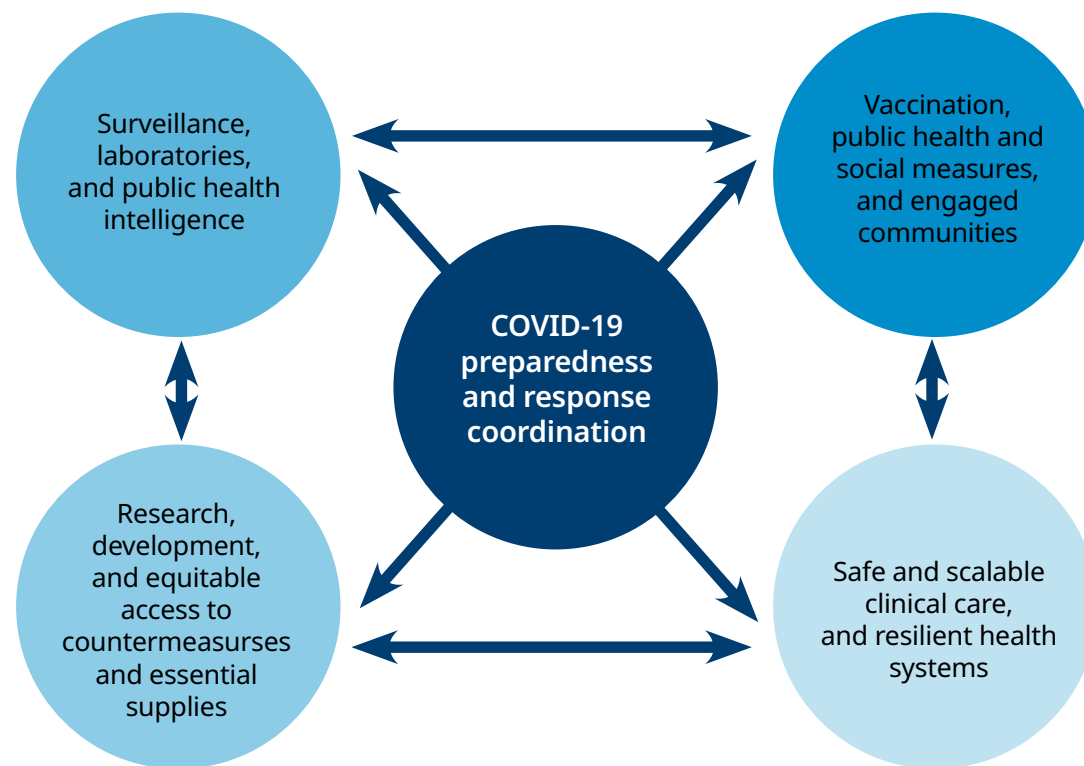 Surveillance,
laboratories,
and public health
intelligence
Vaccination,
public health and
social measures,
and engaged
communities
COVID-19
preparedness
and response
coordination
Research,
development,
and equitable
access to
countermeasurses
and essential
supplies
Safe and scalable
clinical care,
and resilient health
systems